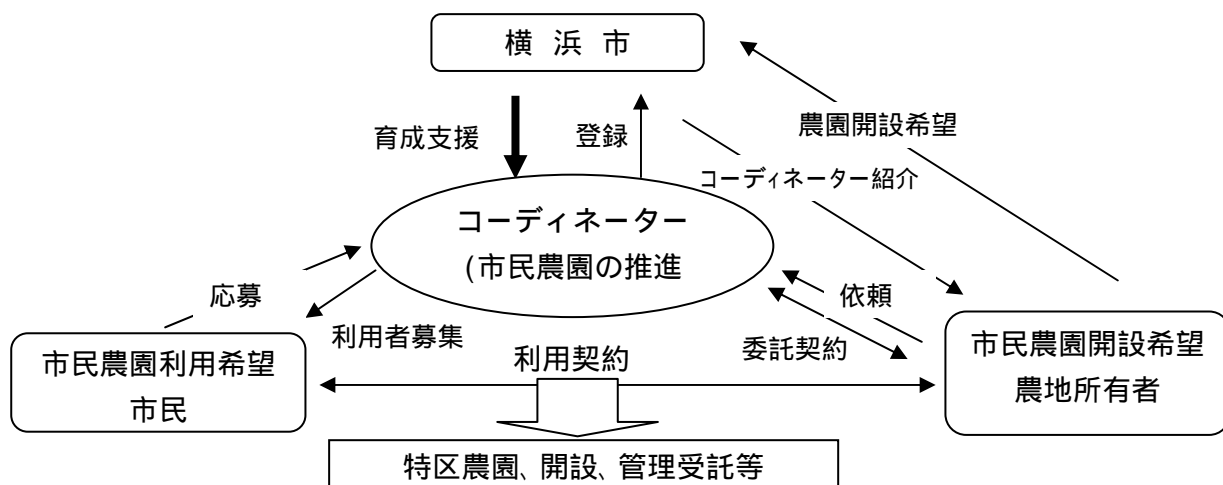 横 浜 市
農園開設希望
育成支援
登録
コーディネーター紹介
コーディネーター
(市民農園の推進
応募
依頼
利用者募集
委託契約
市民農園利用希望
市民
利用契約
市民農園開設希望
農地所有者
特区農園、開設、管理受託等